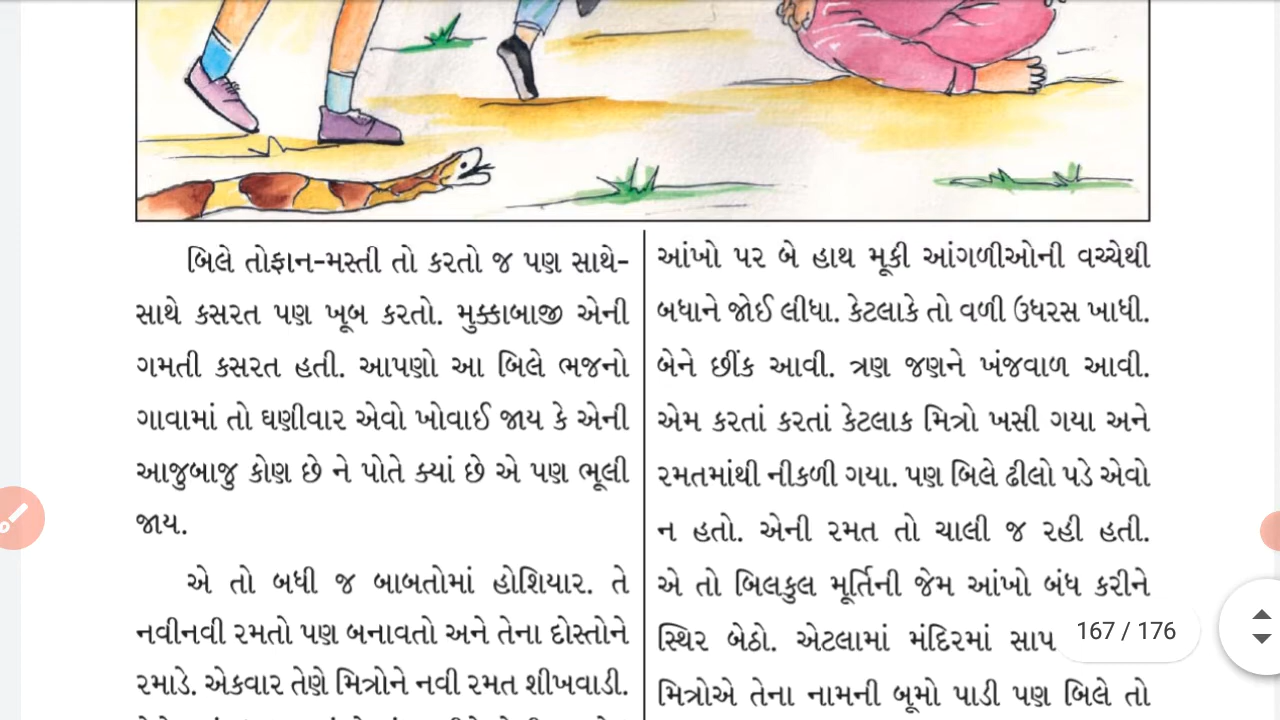 બિલે તોફાન-મસ્તી તો કરતો જ પણ સાથે-
સાથે કસરત પણ ખૂબ કરતો. મુક્કાબાજી એની
ગમતી કસરત હતી. આપણો આ બિલે ભજનો
ગાવામાં તો ઘણીવાર એવો ખોવાઈ જાય કે એની
આજુબાજુ કોણ છે ને પોતે ક્યાં છે એ પણ ભૂલી
જાય.
એ તો બધી જ બાબતોમાં હોશિયાર. તે
નવીનવી રમતો પણ બનાવતો અને તેના દોસ્તોને
રમાડે. એકવાર તેણે મિત્રોને નવી રમત શીખવાડી.
આંખો પર બે હાથ મૂકી આંગળીઓની વચ્ચેથી
બધાને જોઈ લીધા. કેટલાકે તો વળી ઉધરસ ખાધી.
બેને છીંક આવી. ત્રણ જણને ખંજવાળ આવી.
એમ કરતાં કરતાં કેટલાક મિત્રો ખસી ગયા અને
રમતમાંથી નીકળી ગયા. પણ બિલે ઢીલો પડે એવો
ન હતો. એની રમત તો ચાલી જ રહી હતી.
એ તો બિલકુલ મૂર્તિની જેમ આંખો બંધ કરીને
સ્થિર બેઠો. એટલામાં મંદિરમાં સાપ
મિત્રોએ તેના નામની બૂમો પાડી પણ બિલે તો
167 / 176